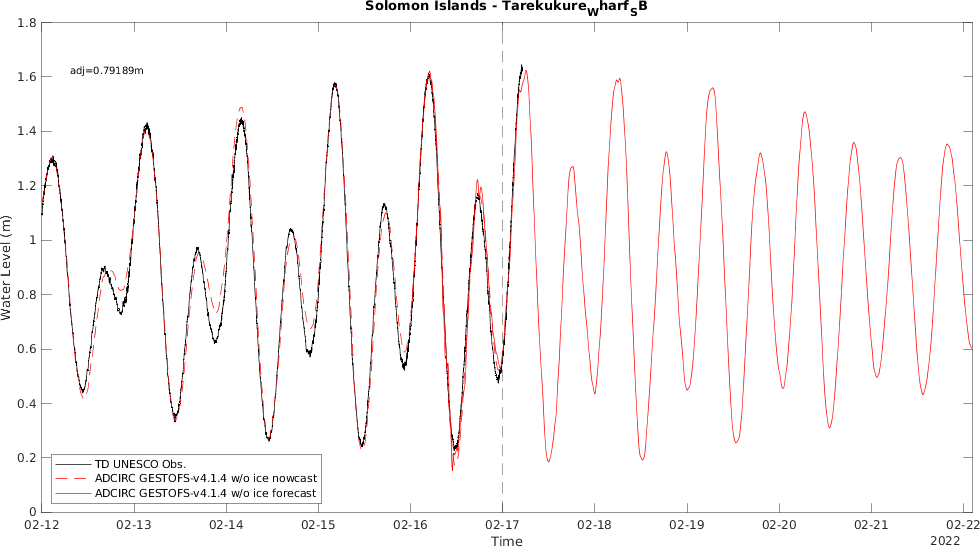 Solomon Islands - TarekukureWharfSB
adj=0.79189m
1.8
1.6
1.4
1.2
1
0.8
0.6
0.4
0.2
0
Water Level (m)
TD UNESCO Obs.
ADCIRC GESTOFS-v4.1.4 w/o ice nowcast
ADCIRC GESTOFS-v4.1.4 w/o ice forecast
02-12 02-13 02-14 02-15 02-16 02-17 02-18 02-19 02-20 02-21 02-22
Time
2022